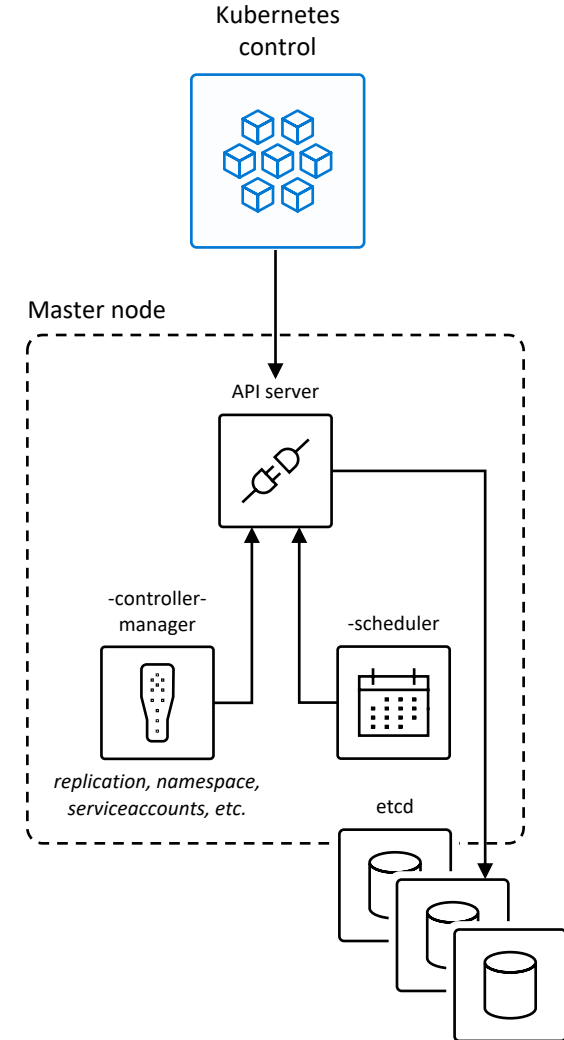 Kubernetes
control
Master node
API server
-controller-
manager
-scheduler
replication, namespace,
serviceaccounts, etc.
etcd